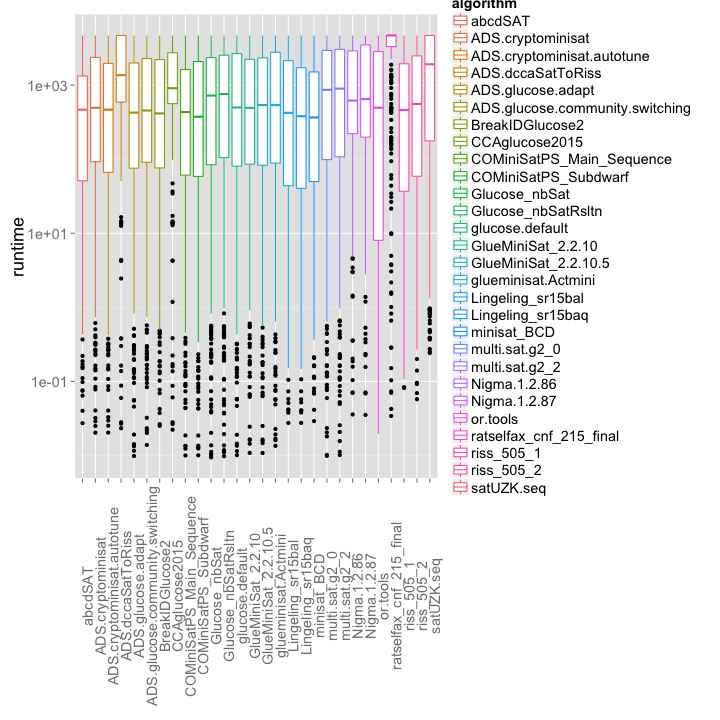 algorithm
abcdSAT
ADS.cryptominisat
ADS.cryptominisat.autotune
ADS.dccaSatToRiss
ADS.glucose.adapt
ADS.glucose.community.switching
BreakIDGlucose2
CCAglucose2015
COMiniSatPS_Main_Sequence
COMiniSatPS_Subdwarf
Glucose_nbSat
Glucose_nbSatRsltn
glucose.default
GlueMiniSat_2.2.10
GlueMiniSat_2.2.10.5
glueminisat.Actmini
Lingeling_sr15bal
Lingeling_sr15baq
minisat_BCD
multi.sat.g2_0
multi.sat.g2_2
Nigma.1.2.86
Nigma.1.2.87
or.tools
ratselfax_cnf_215_final
riss_505_1
riss_505_2
satUZK.seq
1e+03
1e+01
1e-01
runtime
abcdSAT
ADS.cryptominisat
ADS.cryptominisat.autotune
ADS.dccaSatToRiss
ADS.glucose.adapt
ADS.glucose.community.switching
BreakIDGlucose2
CCAglucose2015
COMiniSatPS_Main_Sequence
COMiniSatPS_Subdwarf
Glucose_nbSat
Glucose_nbSatRsltn
glucose.default
GlueMiniSat_2.2.10
GlueMiniSat_2.2.10.5
glueminisat.Actmini
Lingeling_sr15bal
Lingeling_sr15baq
minisat_BCD
multi.sat.g2_0
multi.sat.g2_2
Nigma.1.2.86
Nigma.1.2.87
or.tools
ratselfax_cnf_215_final
riss_505_1
riss_505_2
satUZK.seq